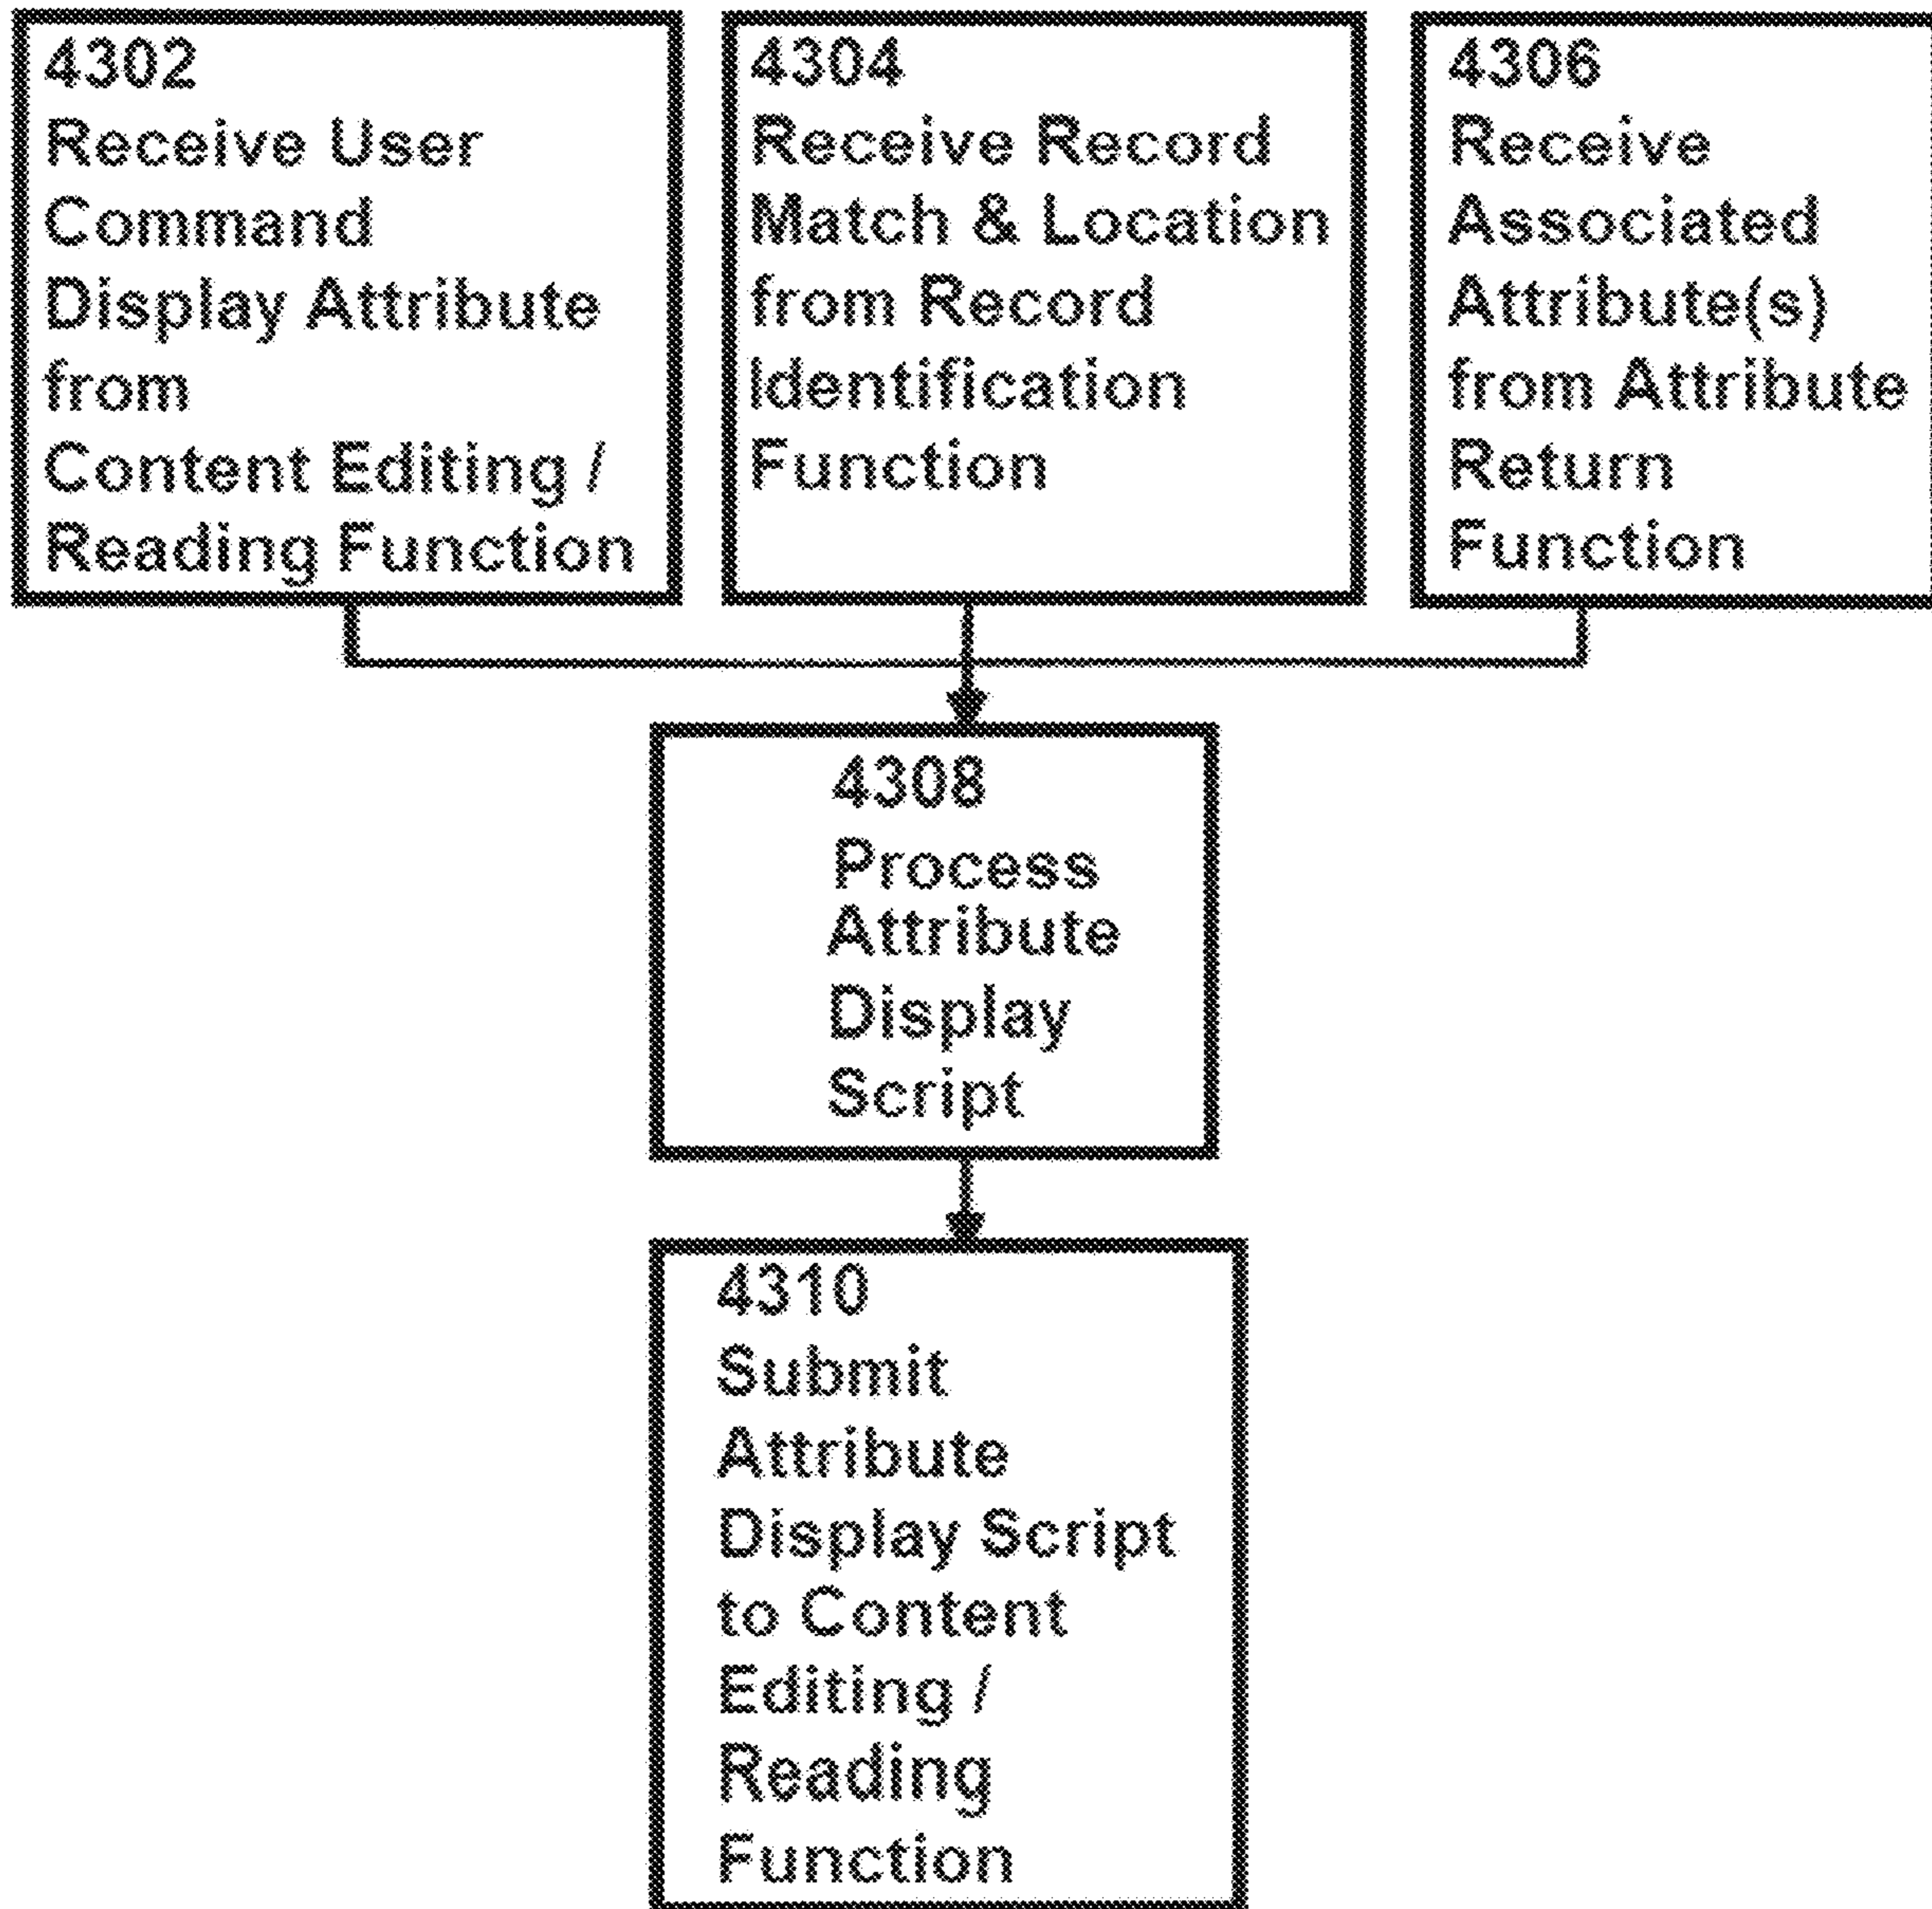 4302
Receive User
Command
Display Attribute
from
Content Editing /
Reading Function
4304
Receive Record
Match & Location
from Record
Identification
Function
4306
Receive
Associated
Attribute(s)
from Attribute
Return
Function
4308
Process
Attribute
Display
Script
4310
Submit
Attribute
Display Script
to Content
Editing /
Reading
Function